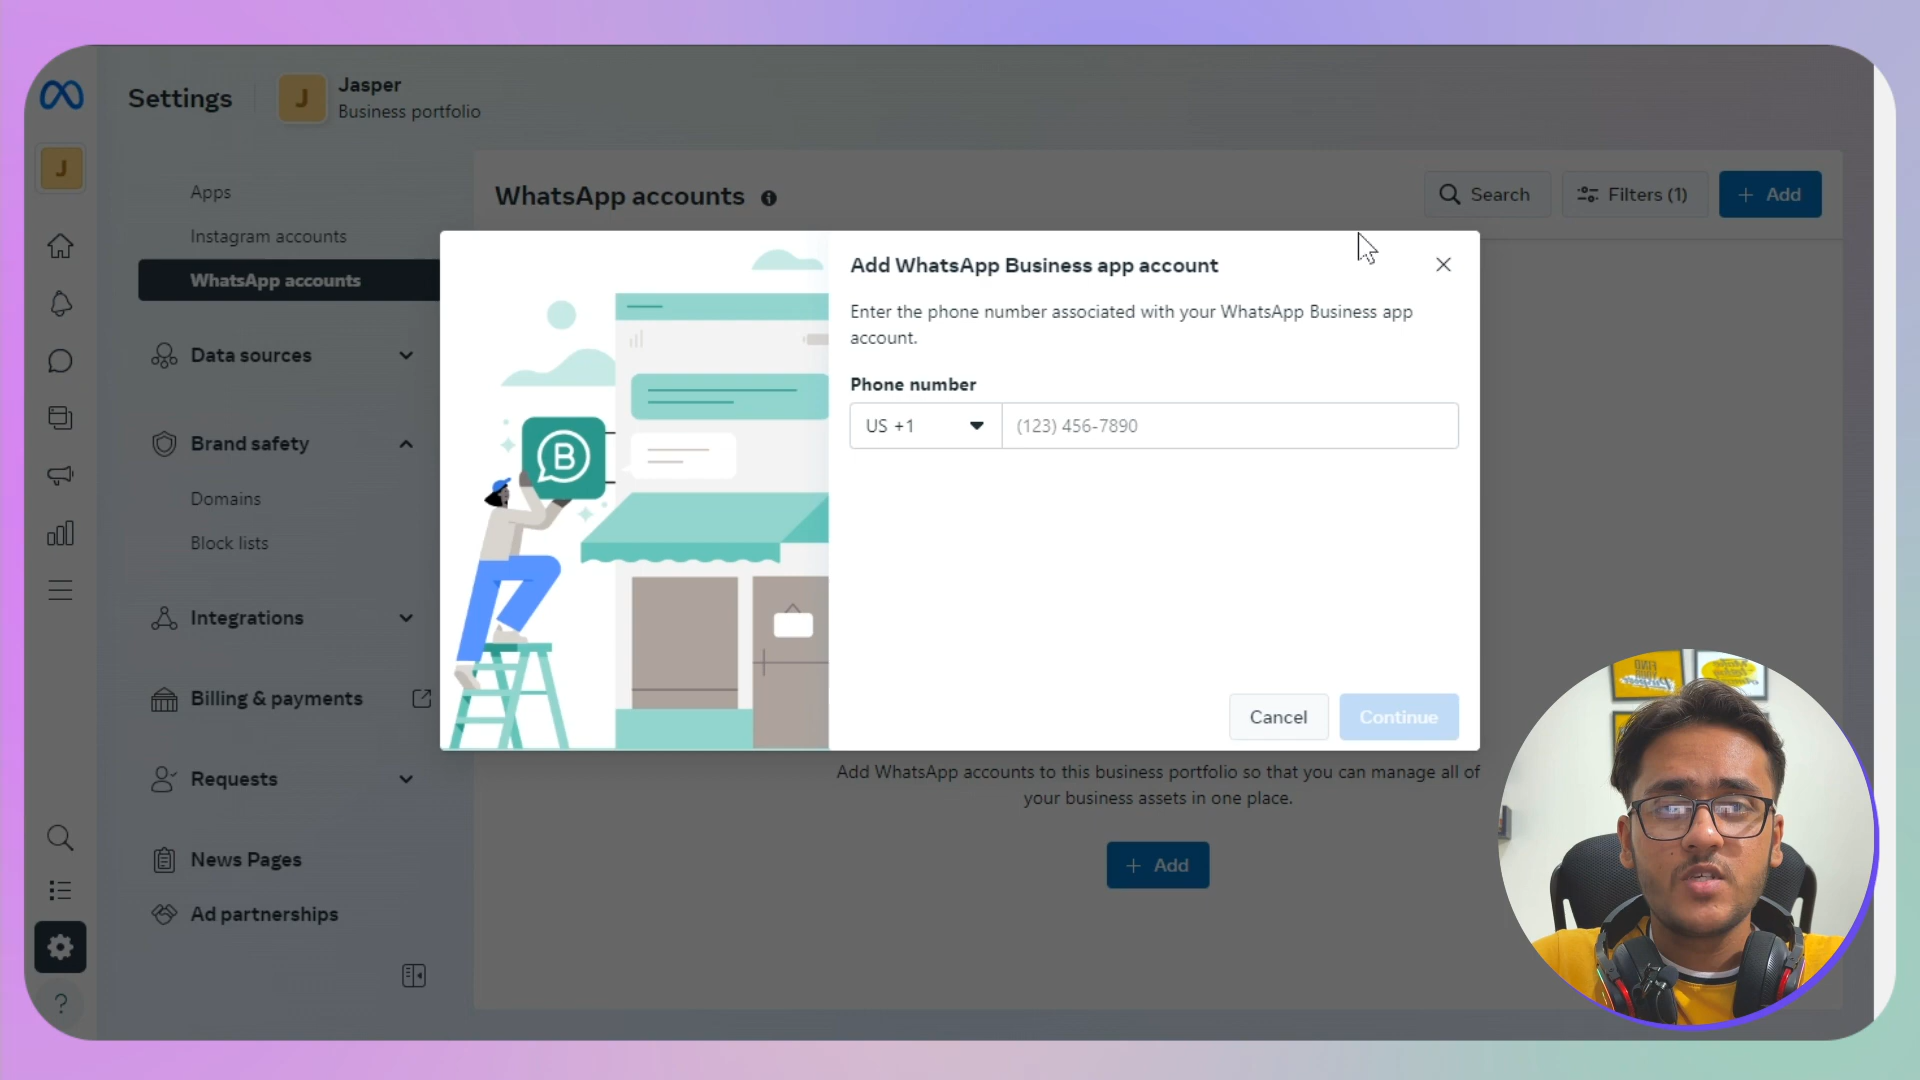 Settings
J
Jasper
Business portfolio
J
Apps
Instagram accounts
WhatsApp accounts
Data sources
Brand safety
Domains
Block lists
Integrations
Billing & payments
Requests
News Pages
Ad partnerships
?
WhatsApp accounts
Search
Filters (1)
+ Add
B
Add WhatsApp Business app account
Enter the phone number associated with your WhatsApp Business app
account.
Phone number
US +1
(123) 456-7890
Cancel
Continue
Add WhatsApp accounts to this business portfolio so that you can manage all of
your business assets in one place.
+ Add